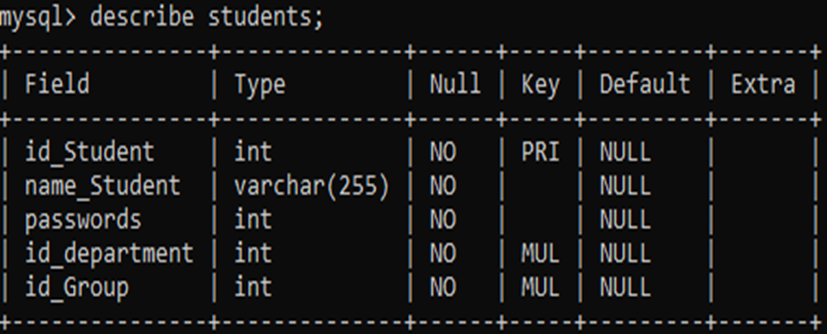 mysql> describe students;
+---------------+--------------+------+-----+---------+-------+
| Field | Type | Null | Key | Default | Extra |
+---------------+--------------+------+-----+---------+-------+
| id_Student | int | NO | PRI | NULL | |
| name_Student | varchar(255) | NO | | NULL | |
| passwords | int | NO | | NULL | |
| id_department | int | NO | MUL | NULL | |
| id_Group | int | NO | MUL | NULL | |
+---------------+--------------+------+-----+---------+-------+